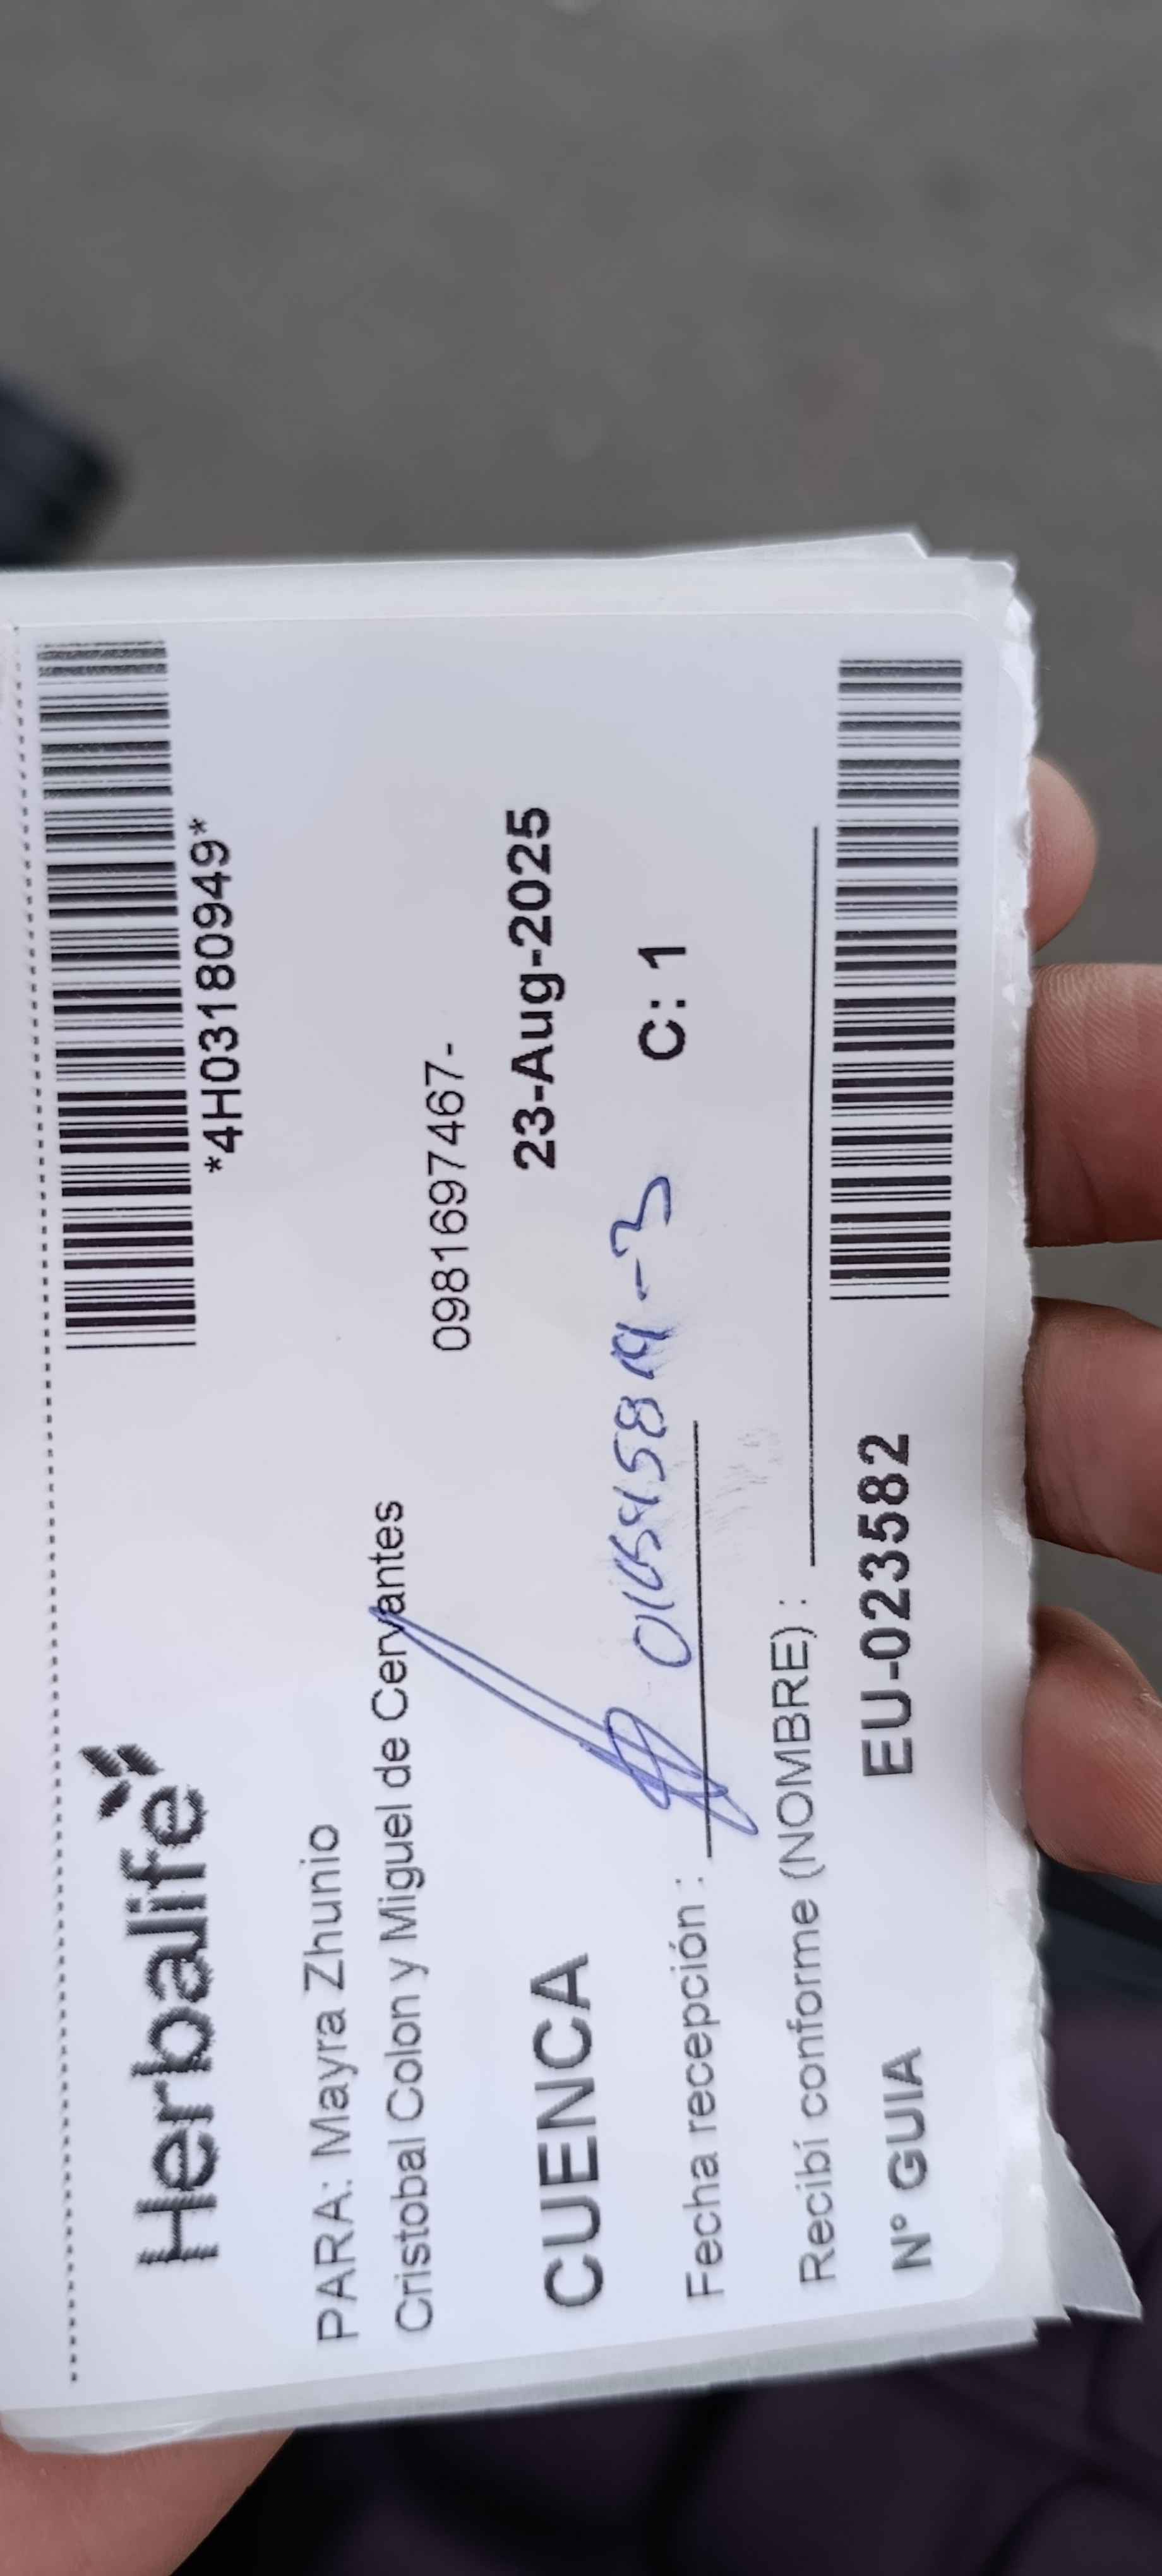 Herbalife
*4H03180949*
PARA: Mayra Zhunio
Cristobal Colon y Miguel de Cervantes
0981697467-
CUENCA
23-Aug-2025
Fecha recepción :
C: 1
Recibí conforme (NOMBRE) :
N° GUIA EU-023582